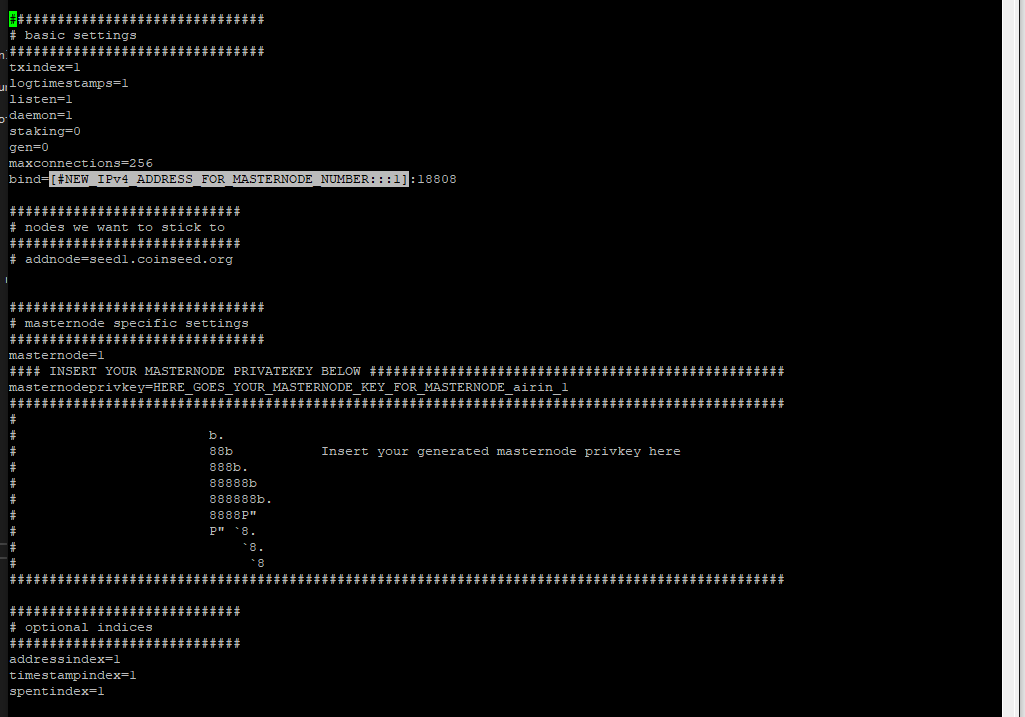 ################################
# basic settings
################################
txindex=1
logtimestamps=1
listen=1
daemon=1
staking=0
gen=0
maxconnections=256
bind=[#NEW_IPv4_ADDRESS_FOR_MASTERNODE_NUMBER:::1]:18808
#############################
# nodes we want to stick to
#############################
# addnode=seed1.coinseed.org
################################
# masternode specific settings
################################
masternode=1
#### INSERT YOUR MASTERNODE PRIVATEKEY BELOW ####################################################
masternodeprivkey=HERE_GOES_YOUR_MASTERNODE_KEY_FOR_MASTERNODE_airin_1
#################################################################################################
#
# b.
# 88b Insert your generated masternode privkey here
# 888b.
# 88888b
# 888888b.
# 8888P"
# P" `8.
# `8.
# `8
#################################################################################################
#############################
# optional indices
#############################
addressindex=1
timestampindex=1
spentindex=1